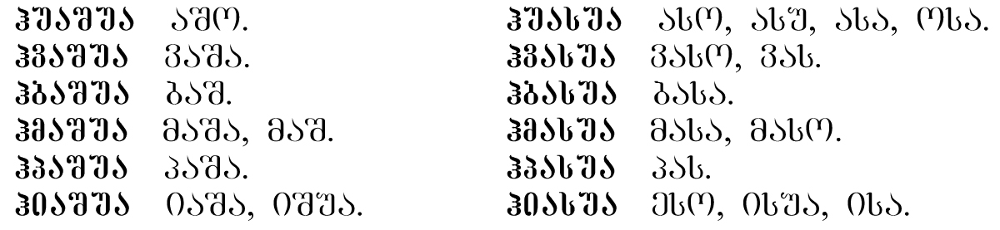 ჰუაშუა აშო.
ჰვაშუა ვაშა.
ჰბაშუა ბაშ.
ჰმაშუა მაშა, მაშ.
ჰპაშუა პაშა.
ჰიაშუა იაშა, იშუა.
ჰუასუა ასო, ასუ, ასა, ოსა.
ჰვასუა ვასო, ვას.
ჰბასუა ბასა.
ჰმასუა მასა, მასო.
ჰპასუა პას.
ჰიასუა ესო, ისუა, ისა.